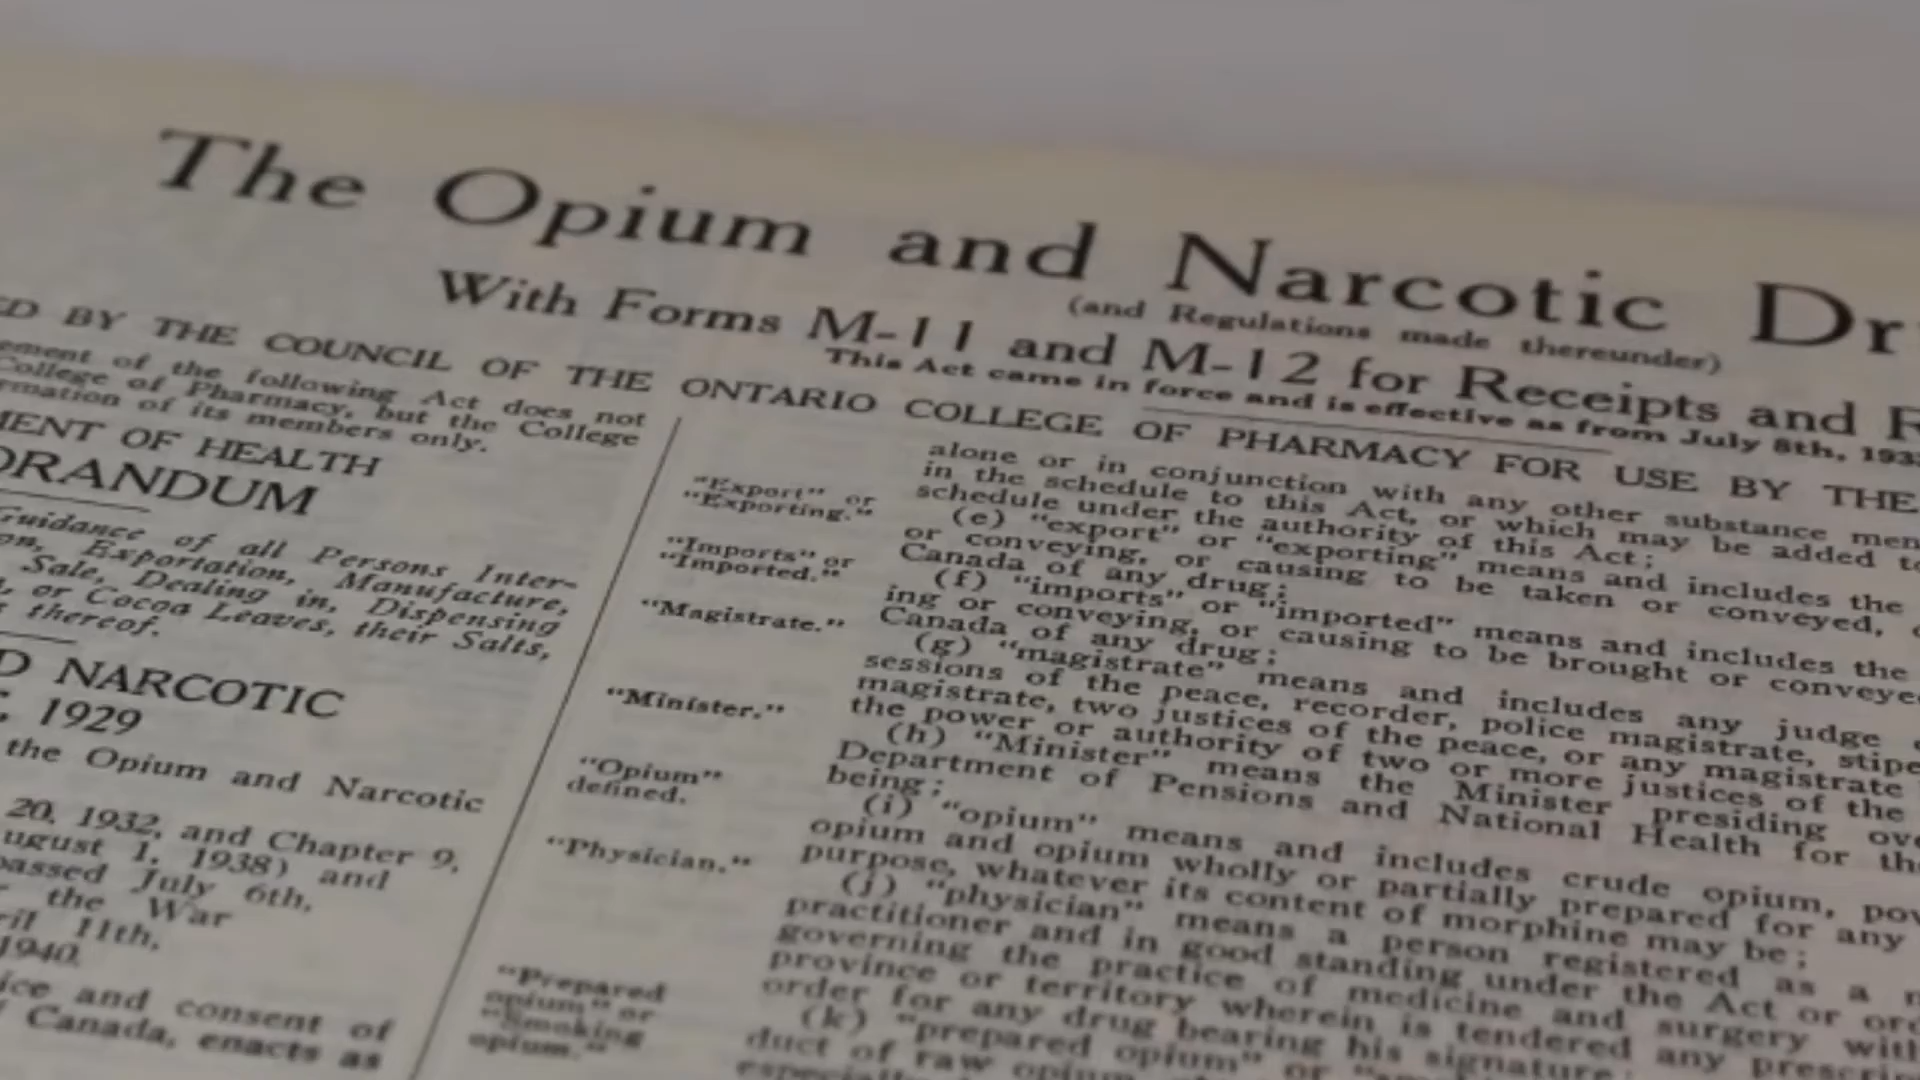 The Opium and Narcotic Dr
(and Regulations made thereunder)
With Forms M-11 and M-12 for Receipts and R
This Act came in force and is effective as from July 8th, 193
ED BY THE COUNCIL OF THE ONTARIO COLLEGE OF PHARMACY FOR USE BY THE
ement of the following Act does not
College of Pharmacy, but the College
rmation of its members only.
MENT OF HEALTH
ORANDUM
Guidance of all Persons Inter-
on, Exportation, Manufacture,
Sale, Dealing in, Dispensing
, or Cocoa Leaves, their Salts,
s thereof.
D NARCOTIC
, 1929
the Opium and Narcotic
20, 1932, and Chapter 9,
ugust 1, 1938) and
passed July 6th,
r the War
ril 11th,
1940.
ice and consent of
f Canada, enacts as
"Export" or
"Exporting."
"Imports" or
"Imported."
"Magistrate."
"Minister."
"Opium"
defined.
"Physician."
"Prepared
opium" or
"Smoking
opium."
alone or in conjunction with any other substance men
in the schedule to this Act, or which may be added to
schedule under the authority of this Act;
(e) "export" or "exporting" means and includes the
or conveying, or causing to be taken or conveyed,
Canada of any drug;
(f) "imports" or "imported" means and includes the
ing or conveying, or causing to be brought or conveye
Canada of any drug;
(g) "magistrate" means and includes any judge
sessions of the peace, recorder, police magistrate, stipe
magistrate, two justices of the peace, or any magistrate
the power or authority of two or more justices of the
(h) "Minister" means the Minister presiding ove
Department of Pensions and National Health for the
being;
(i) "opium" means and includes crude opium, pow
opium and opium wholly or partially prepared for any
purpose, whatever its content of morphine may be;
(j) "physician" means a person registered as a m
practitioner and in good standing under the Act or ord
governing the practice of medicine and surgery with
province or territory wherein is tendered any prescri
order for any drug bearing his signature;
(k) "prepared opium" or
duct of raw opium
especially